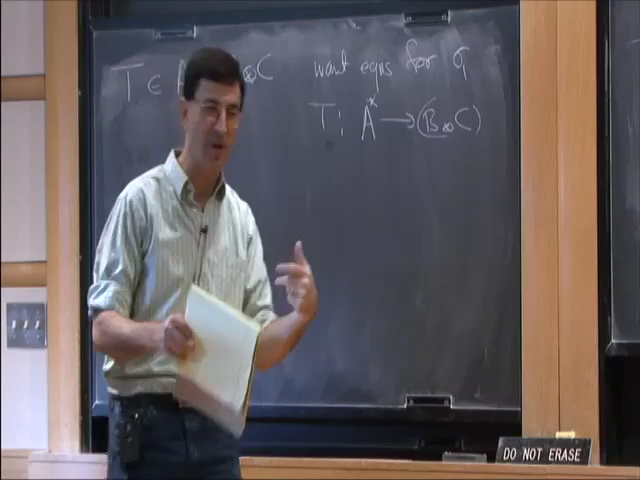 T ∈ A ⊗ C want eqns for σ
T: A* → (B⊗C)
DO NOT ERASE